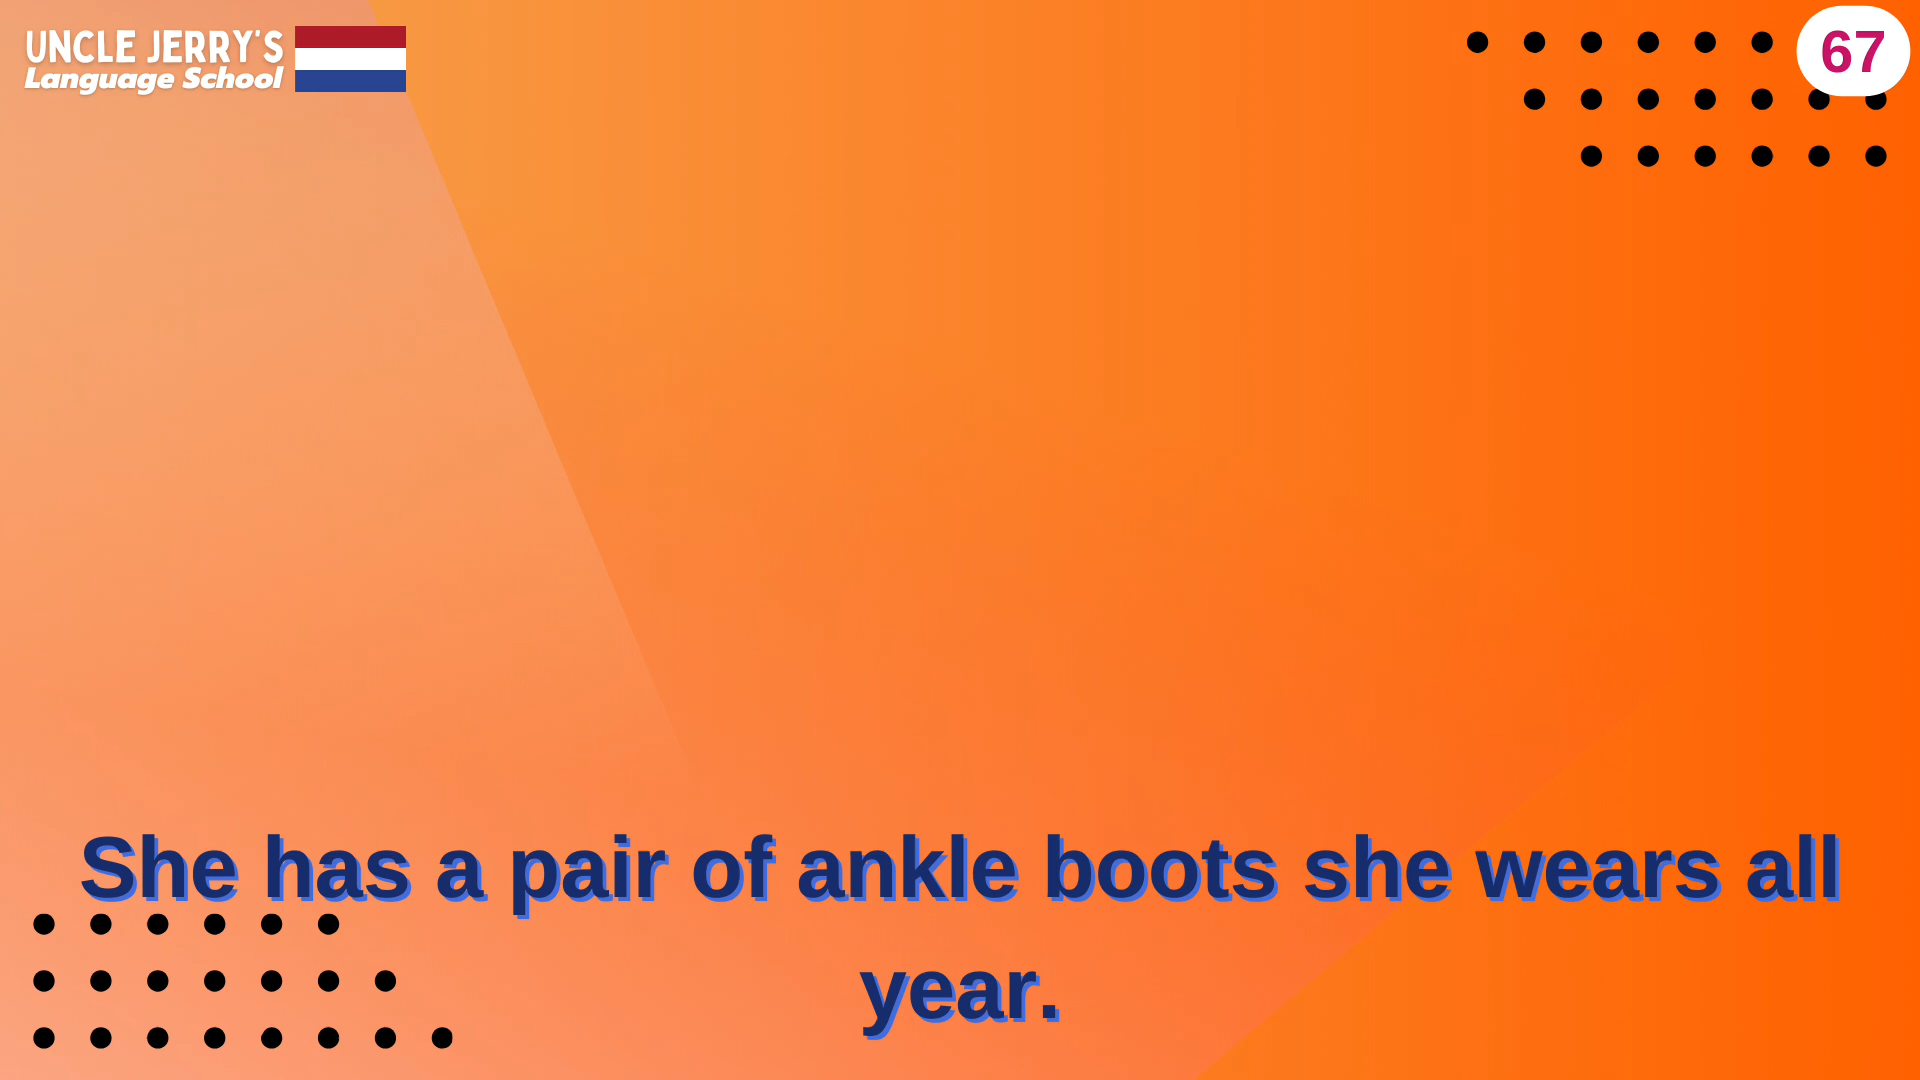 UNCLE JERRY'S
Language School
67
She has a pair of ankle boots she wears all
year.